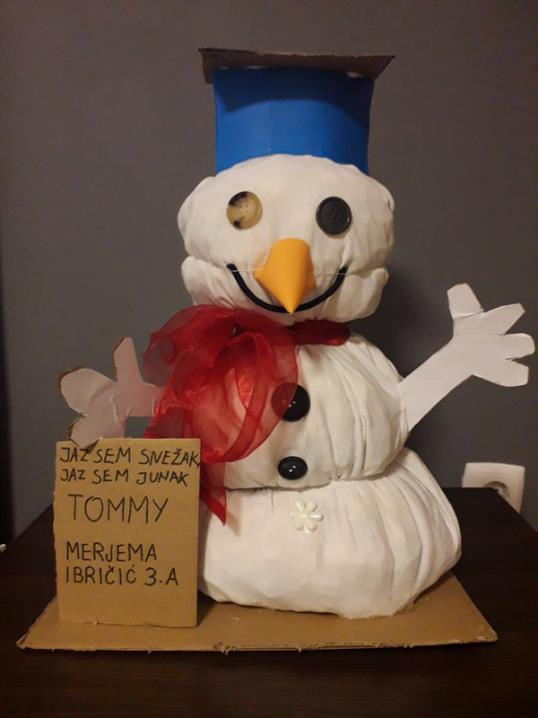 JAZ SEM SNEŽAK,
JAZ SEM JUNAK
TOMMY
MERJEMA
IBRIČIĆ 3.A